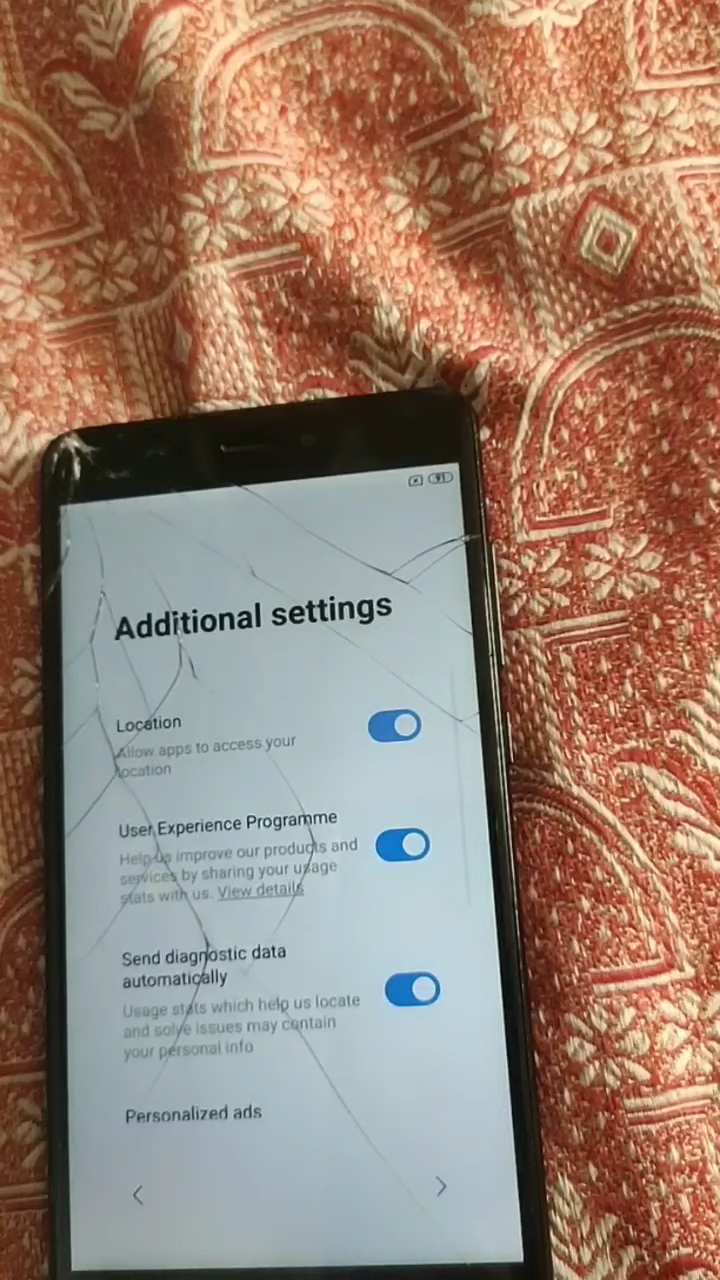 91
Additional settings
Location
Allow apps to access your
location
User Experience Programme
Help us improve our products and
services by sharing your usage
stats with us. View details
Send diagnostic data
automatically
Usage stats which help us locate
and solve issues may contain
your personal info
Personalized ads